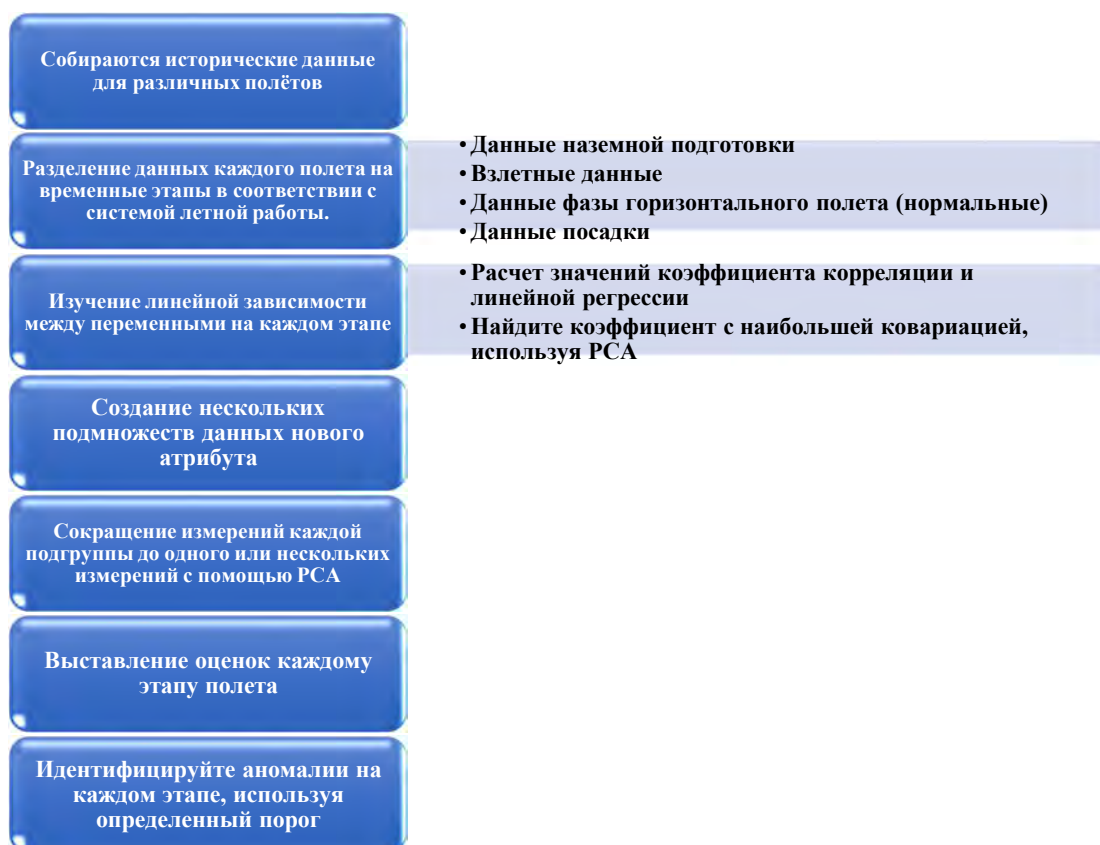 Собираются исторические данные
для различных полётов
Разделение данных каждого полета на
временные этапы в соответствии с
системой летной работы.
• Данные наземной подготовки
• Взлетные данные
• Данные фазы горизонтального полета (нормальные)
• Данные посадки
Изучение линейной зависимости
между переменными на каждом этапе
• Расчет значений коэффициента корреляции и
линейной регрессии
• Найдите коэффициент с наибольшей ковариацией,
используя PCA
Создание нескольких
подмножеств данных нового
атрибута
Сокращение измерений каждой
подгруппы до одного или нескольких
измерений с помощью PCA
Выставление оценок каждому
этапу полета
Идентифицируйте аномалии на
каждом этапе, используя
определенный порог